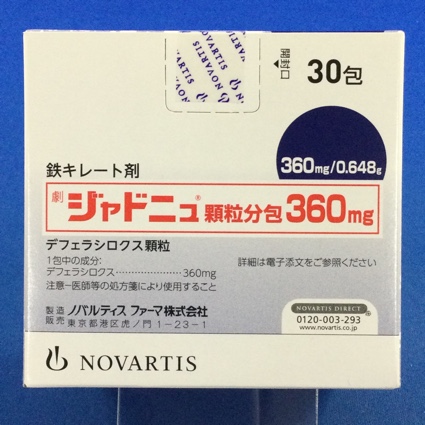 NOVARTIS
NOVARTIS
開封口
30包
360mg/0.648g
鉄キレート剤
劇 ジャドニュ® 顆粒分包 360mg
デフェラシロクス顆粒
1包中の成分:
デフェラシロクス……………………360mg
詳細は電子添文をご参照ください
注意-医師等の処方箋により使用すること
製造販売 ノバルティス ファーマ株式会社
東京都港区虎ノ門1-23-1
NOVARTIS DIRECT
0120-003-293
www.novartis.co.jp
NOVARTIS